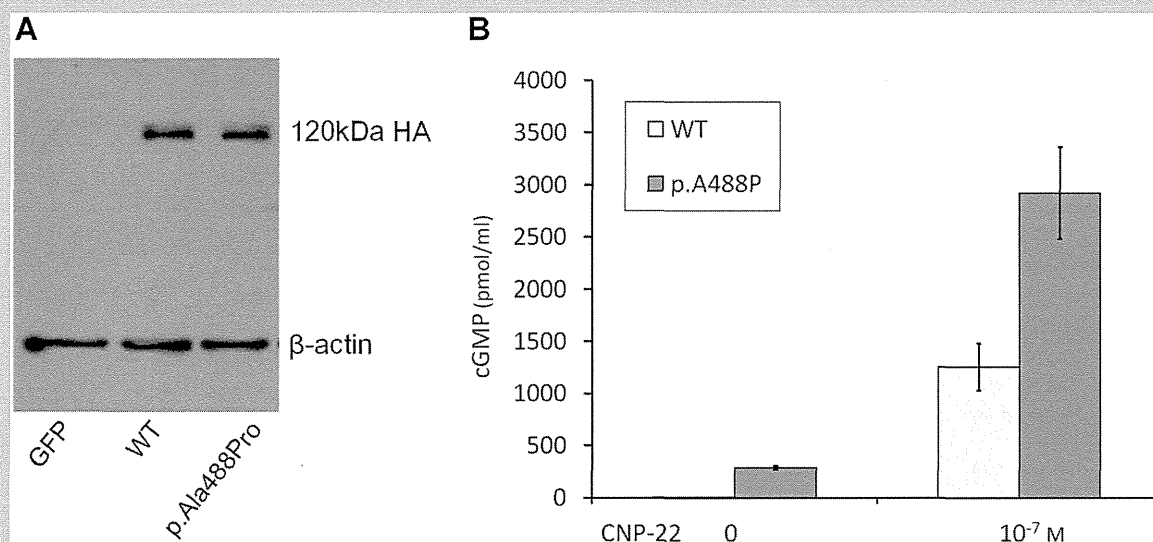 A
120kDa HA
β-actin
GFP
WT
p.Ala488Pro
B
cGMP (pmol/ml)
4000
3500
3000
2500
2000
1500
1000
500
0
WT
p.A488P
CNP-22 0 10⁻⁷ M